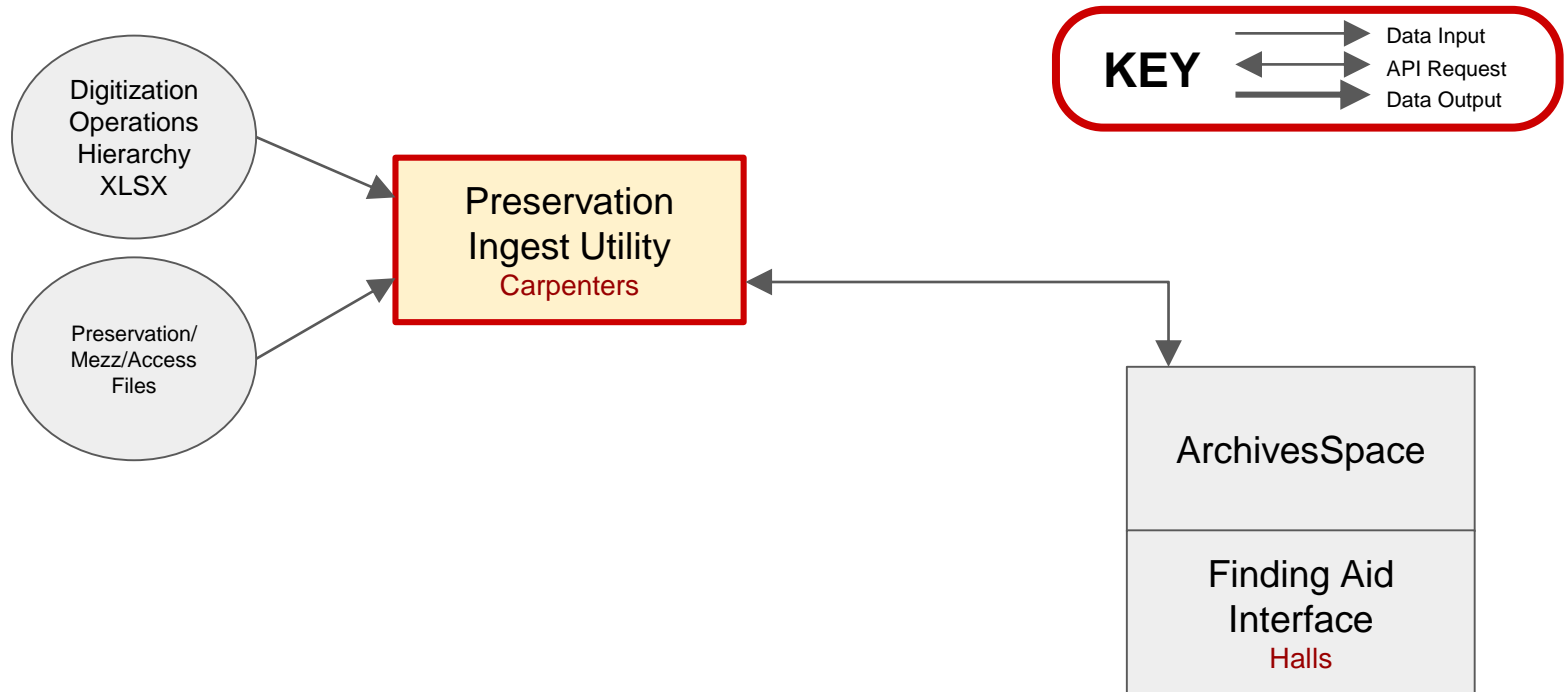 Digitization
Operations
Hierarchy
XLSX
Preservation/
Mezz/Access
Files
Preservation
Ingest Utility
Carpenters
KEY
Data Input
API Request
Data Output
ArchivesSpace
Finding Aid
Interface
Halls